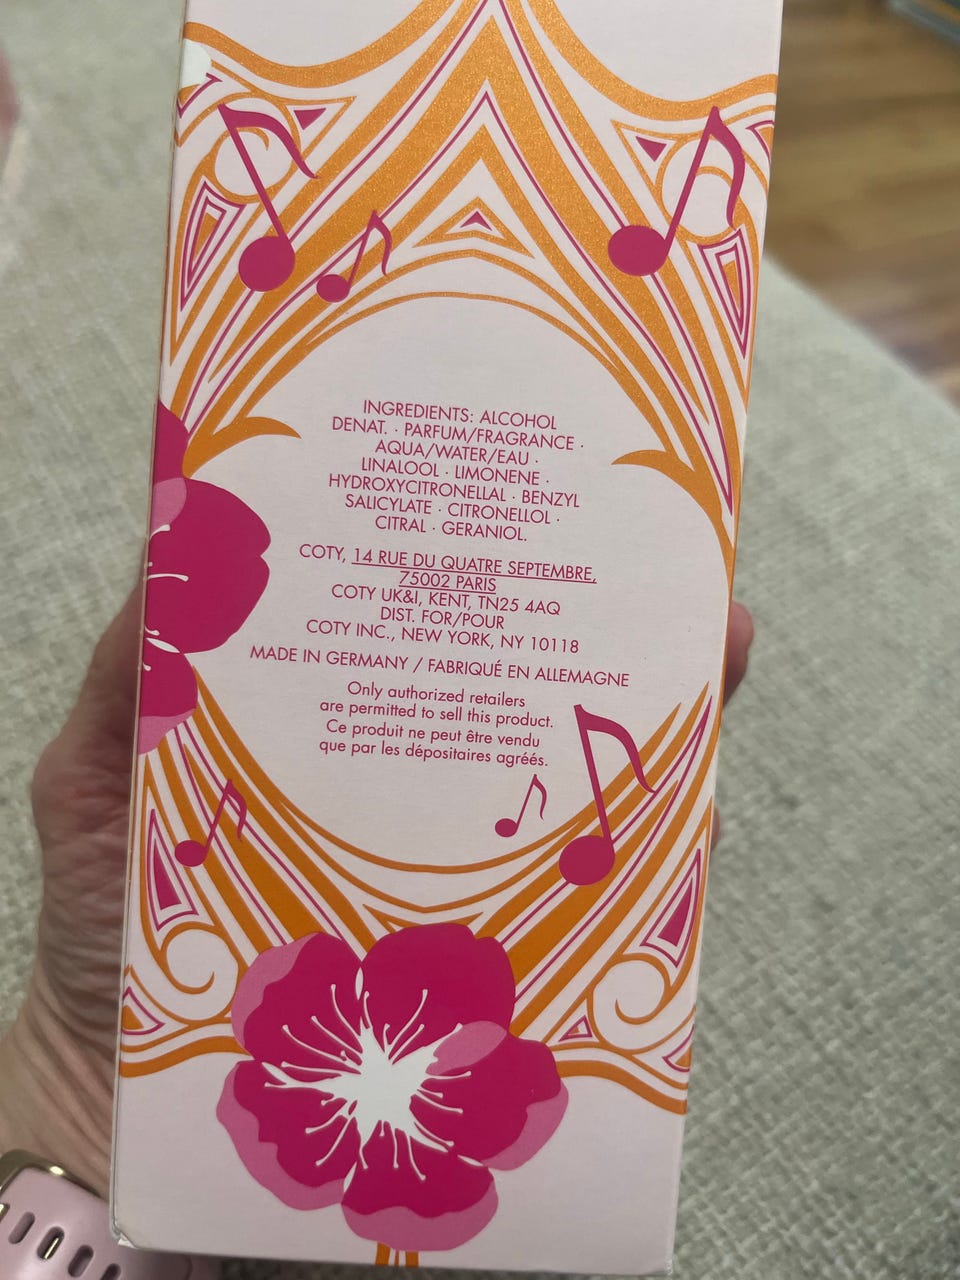 INGREDIENTS: ALCOHOL
DENAT. · PARFUM/FRAGRANCE ·
AQUA/WATER/EAU ·
LINALOOL · LIMONENE ·
HYDROXYCITRONELLAL · BENZYL
SALICYLATE · CITRONELLOL ·
CITRAL · GERANIOL.
COTY, 14 RUE DU QUATRE SEPTEMBRE,
75002 PARIS
COTY UK&I, KENT, TN25 4AQ
DIST. FOR/POUR
COTY INC., NEW YORK, NY 10118
MADE IN GERMANY / FABRIQUÉ EN ALLEMAGNE
Only authorized retailers
are permitted to sell this product.
Ce produit ne peut être vendu
que par les dépositaires agréés.